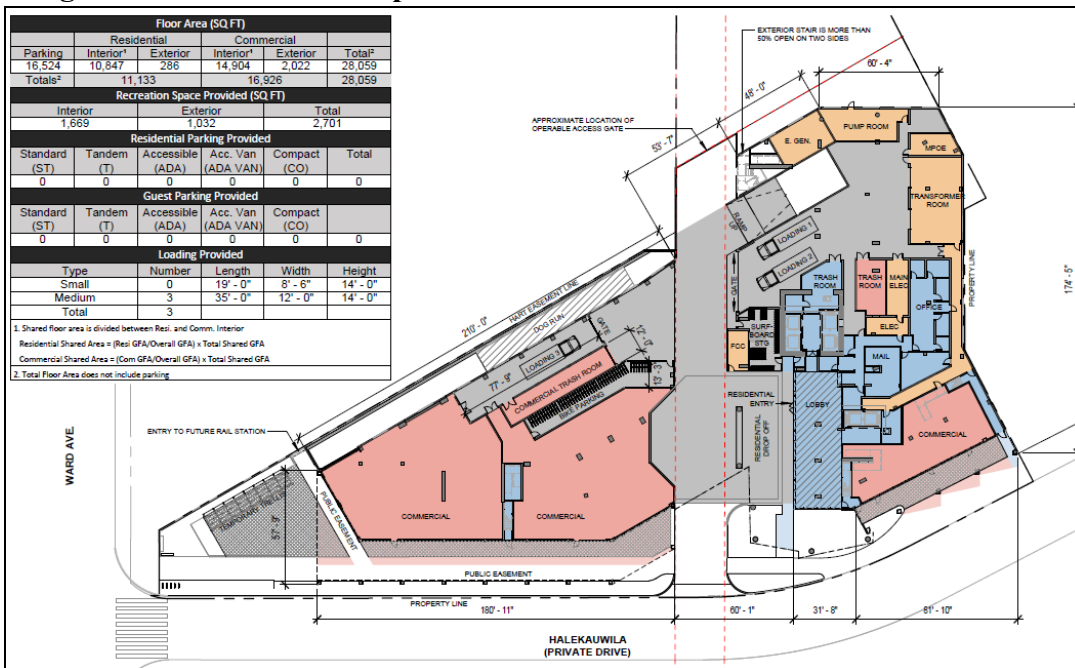 Floor Area (SQ FT)
Residential Commercial
Parking Interior¹ Exterior Interior¹ Exterior Total²
16,524 10,847 286 14,904 2,022 28,059
Totals² 11,133 16,926 28,059
Recreation Space Provided (SQ FT)
Interior Exterior Total
1,669 1,032 2,701
Residential Parking Provided
Standard (ST) Tandem (T) Accessible (ADA) Acc. Van (ADA VAN) Compact (CO) Total
0 0 0 0 0 0
Guest Parking Provided
Standard (ST) Tandem (T) Accessible (ADA) Acc. Van (ADA VAN) Compact (CO)
0 0 0 0 0 0
Loading Provided
Type Number Length Width Height
Small 0 19' - 0" 8' - 6" 14' - 0"
Medium 3 35' - 0" 12' - 0" 14' - 0"
Total 3
1. Shared floor area is divided between Resi. and Comm. Interior
Residential Shared Area = (Resi GFA/Overall GFA) x Total Shared GFA
Commercial Shared Area = (Com GFA/Overall GFA) x Total Shared GFA
2. Total Floor Area does not include parking
EXTERIOR STAIR IS MORE THAN
50% OPEN ON TWO SIDES
60' - 4"
48' - 0"
APPROXIMATE LOCATION OF
OPERABLE ACCESS GATE
53' - 7"
E. GEN.
PUMP ROOM
MPOE
TRANSFORMER
ROOM
RAMP
UP
LOADING 1
LOADING 2
GATE
TRASH
ROOM
TRASH
ROOM
MAIN
ELEC
OFFICE
PROPERTY LINE
174' - 5"
ELEC
SURF-
BOARD
STG
FCC
MAIL
HART EASEMENT LINE
210'- 0"
DOG RUN
GATE
12'- 0"
LOADING 3
77' - 9"
13'- 3"
COMMERCIAL TRASH ROOM
BIKE PARKING
RESIDENTIAL
ENTRY
LOBBY
RESIDENTIAL
DROP OFF
COMMERCIAL
ENTRY TO FUTURE RAIL STATION
WARD AVE.
TEMPORARY TRELLIS
57' - 9"
PUBLIC EASEMENT
COMMERCIAL
COMMERCIAL
PUBLIC EASEMENT
PROPERTY LINE
180' - 11"
60' - 1"
31' - 8"
81' - 10"
HALEKAUWILA
(PRIVATE DRIVE)